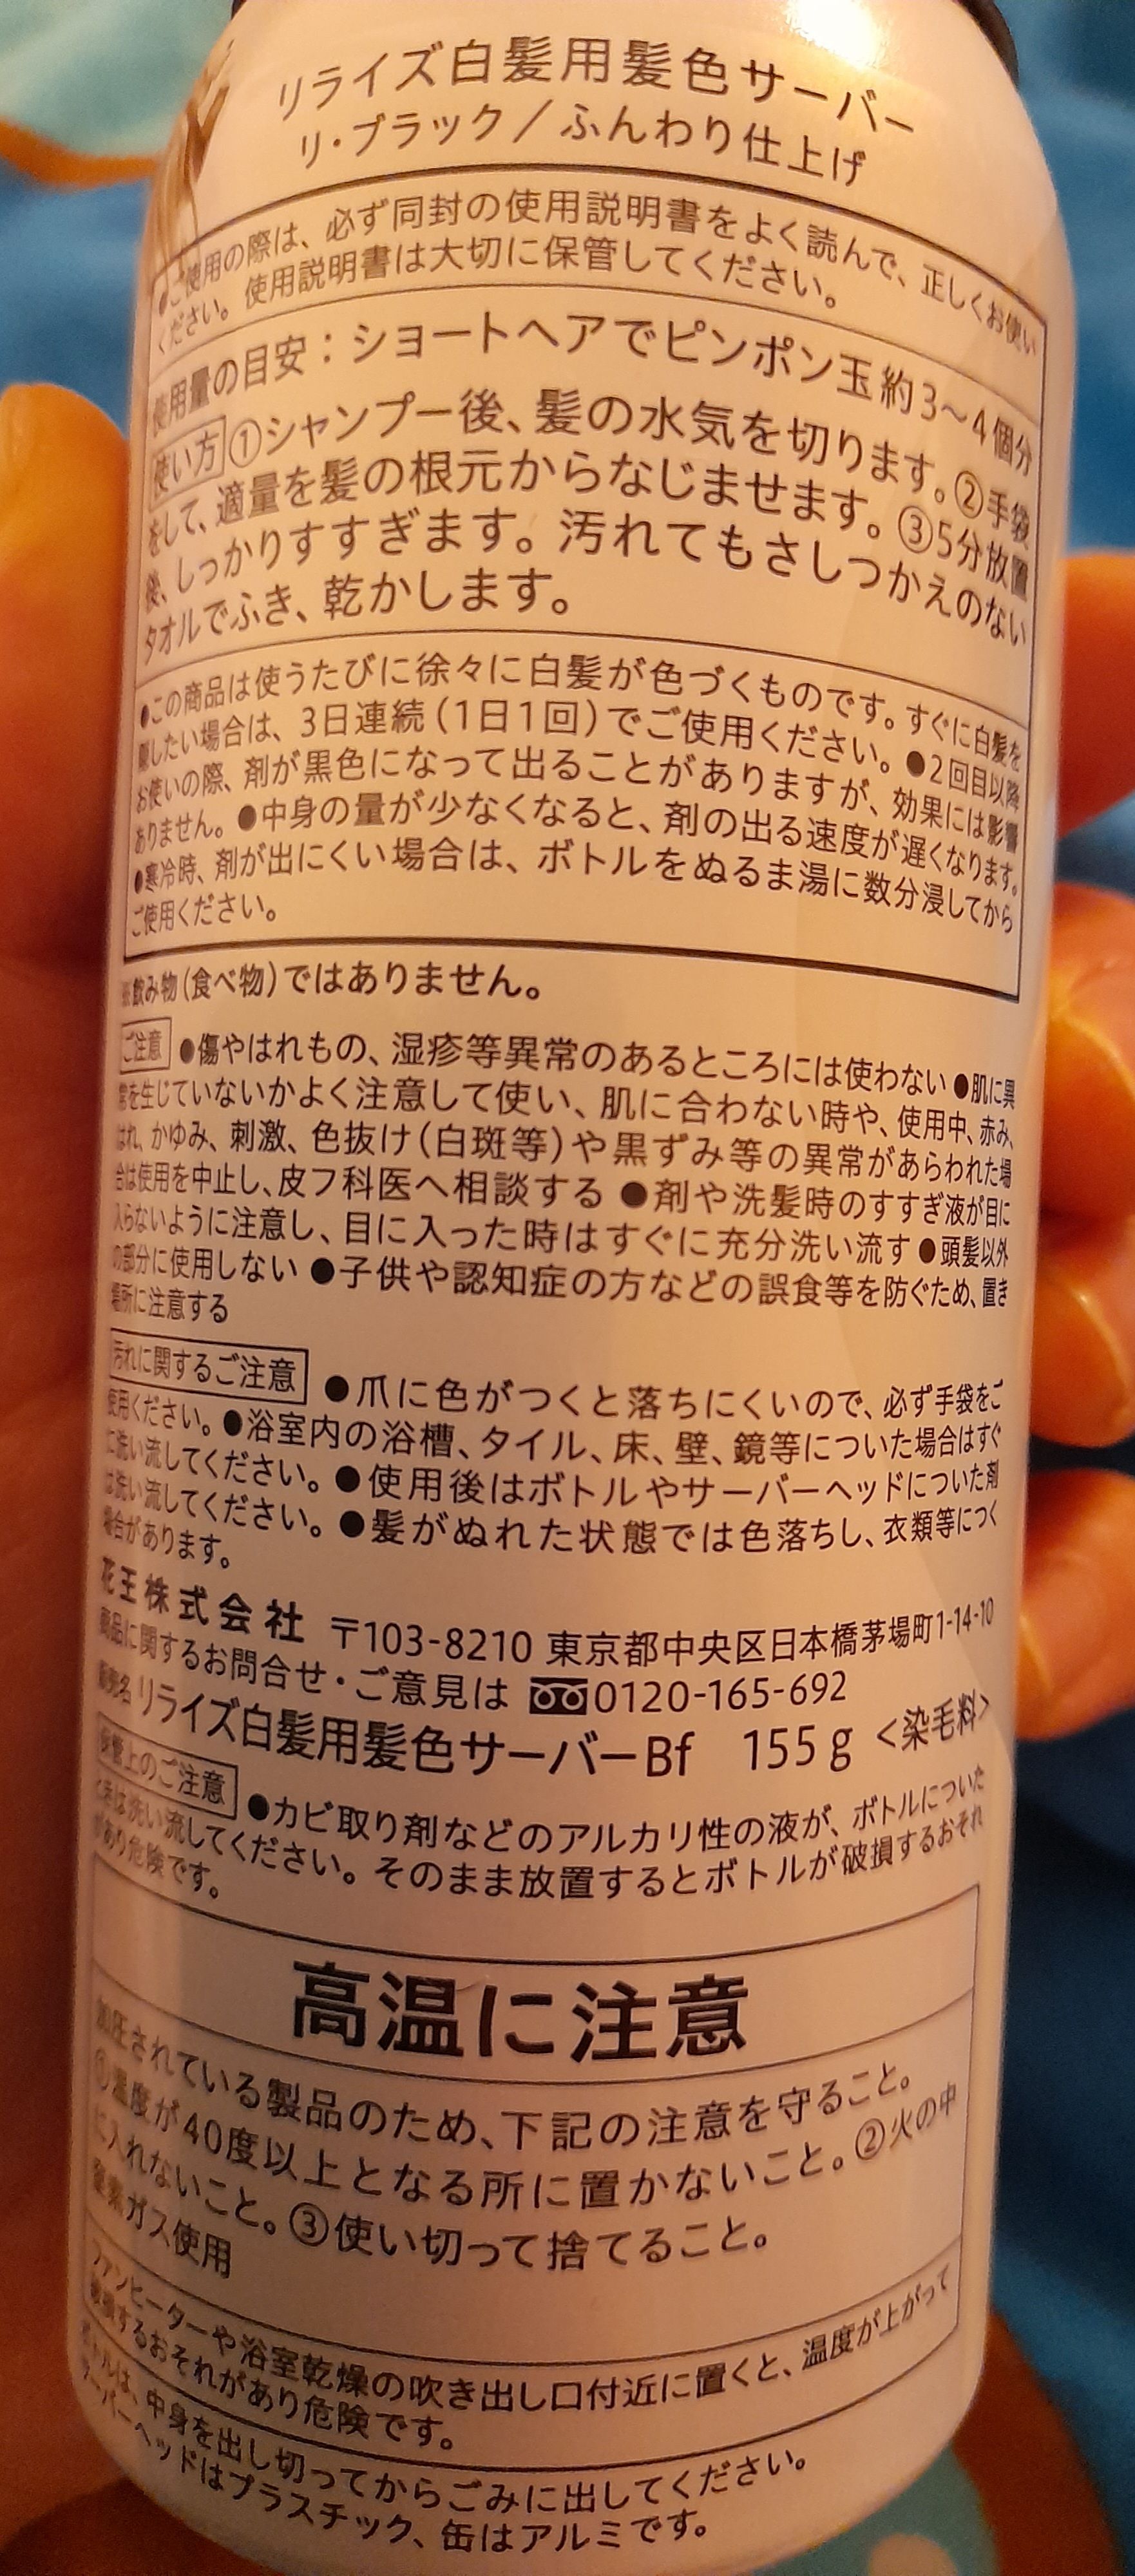 リライズ白髪用髪色サーバー
リ・ブラック／ふんわり仕上げ
●ご使用の際は、必ず同封の使用説明書をよく読んで、正しくお使い
ください。使用説明書は大切に保管してください。
使用量の目安：ショートヘアでピンポン玉約3〜4個分
使い方①シャンプー後、髪の水気を切ります。②手袋
をして、適量を髪の根元からなじませます。③5分放置
後、しっかりすすぎます。汚れてもさしつかえのない
タオルでふき、乾かします。
●この商品は使うたびに徐々に白髪が色づくものです。すぐに白髪を
隠したい場合は、3日連続（1日1回）でご使用ください。●2回目以降
お使いの際、剤が黒色になって出ることがありますが、効果には影響
ありません。●中身の量が少なくなると、剤の出る速度が遅くなります。
●寒冷時、剤が出にくい場合は、ボトルをぬるま湯に数分浸してから
ご使用ください。
※飲み物（食べ物）ではありません。
ご注意 ●傷やはれもの、湿疹等異常のあるところには使わない ●肌に異
常を生じていないかよく注意して使い、肌に合わない時や、使用中、赤み、
はれ、かゆみ、刺激、色抜け（白斑等）や黒ずみ等の異常があらわれた場
合は使用を中止し、皮フ科医へ相談する ●剤や洗髪時のすすぎ液が目に
入らないように注意し、目に入った時はすぐに充分洗い流す ●頭髪以外
の部分に使用しない ●子供や認知症の方などの誤食等を防ぐため、置き
場所に注意する
汚れに関するご注意 ●爪に色がつくと落ちにくいので、必ず手袋をご
使用ください。●浴室内の浴槽、タイル、床、壁、鏡等についた場合はすぐ
に洗い流してください。●使用後はボトルやサーバーヘッドについた剤
は洗い流してください。●髪がぬれた状態では色落ちし、衣類等につく
場合があります。
花王株式会社 〒103-8210 東京都中央区日本橋茅場町1-14-10
商品に関するお問合せ・ご意見は 0120-165-692
販売名 リライズ白髪用髪色サーバーBf 155g <染毛料>
保管上のご注意 ●カビ取り剤などのアルカリ性の液が、ボトルについた
ときは洗い流してください。そのまま放置するとボトルが破損するおそれ
があり危険です。
高温に注意
加圧されている製品のため、下記の注意を守ること。
①温度が40度以上となる所に置かないこと。②火の中
に入れないこと。③使い切って捨てること。
窒素ガス使用
ファンヒーターや浴室乾燥の吹き出し口付近に置くと、温度が上がって
破損するおそれがあり危険です。
ボトルは、中身を出し切ってからごみに出してください。
サーバーヘッドはプラスチック、缶はアルミです。